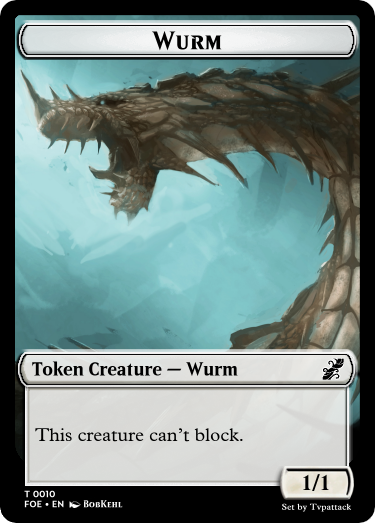 Wurm
Token Creature — Wurm
This creature can't block.
1/1
T 0010
FOE • EN BobKehl
Set by Tvpattack